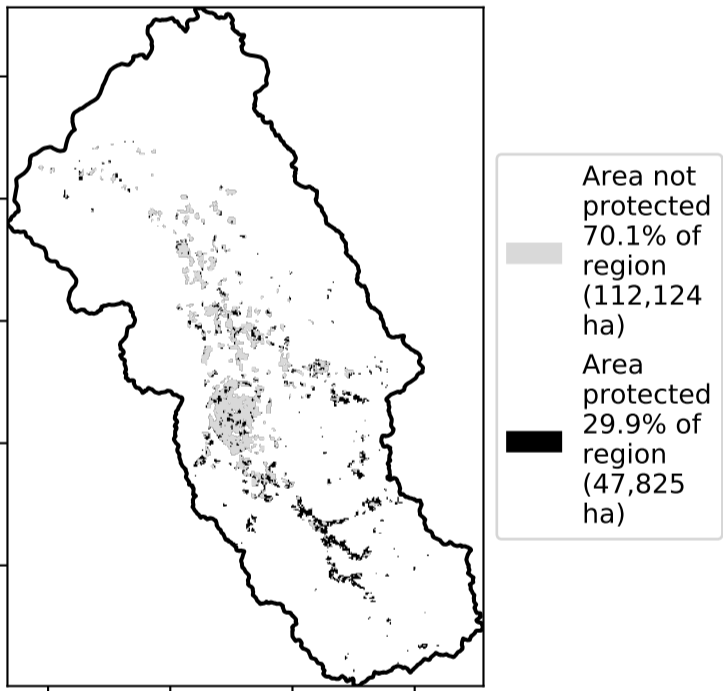 Area not
protected
70.1% of
region
(112,124
ha)
Area
protected
29.9% of
region
(47,825
ha)